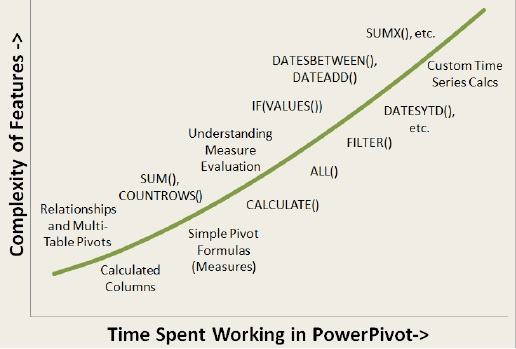 SUMX(), etc.
DATESBETWEEN(),
DATEADD()
Custom Time
Series Calcs
IF(VALUES())
DATESYTD(),
etc.
Understanding
Measure
Evaluation
FILTER()
ALL()
SUM(),
COUNTROWS()
CALCULATE()
Relationships
and Multi-
Table Pivots
Simple Pivot
Formulas
(Measures)
Calculated
Columns
Complexity of Features ->
Time Spent Working in PowerPivot->